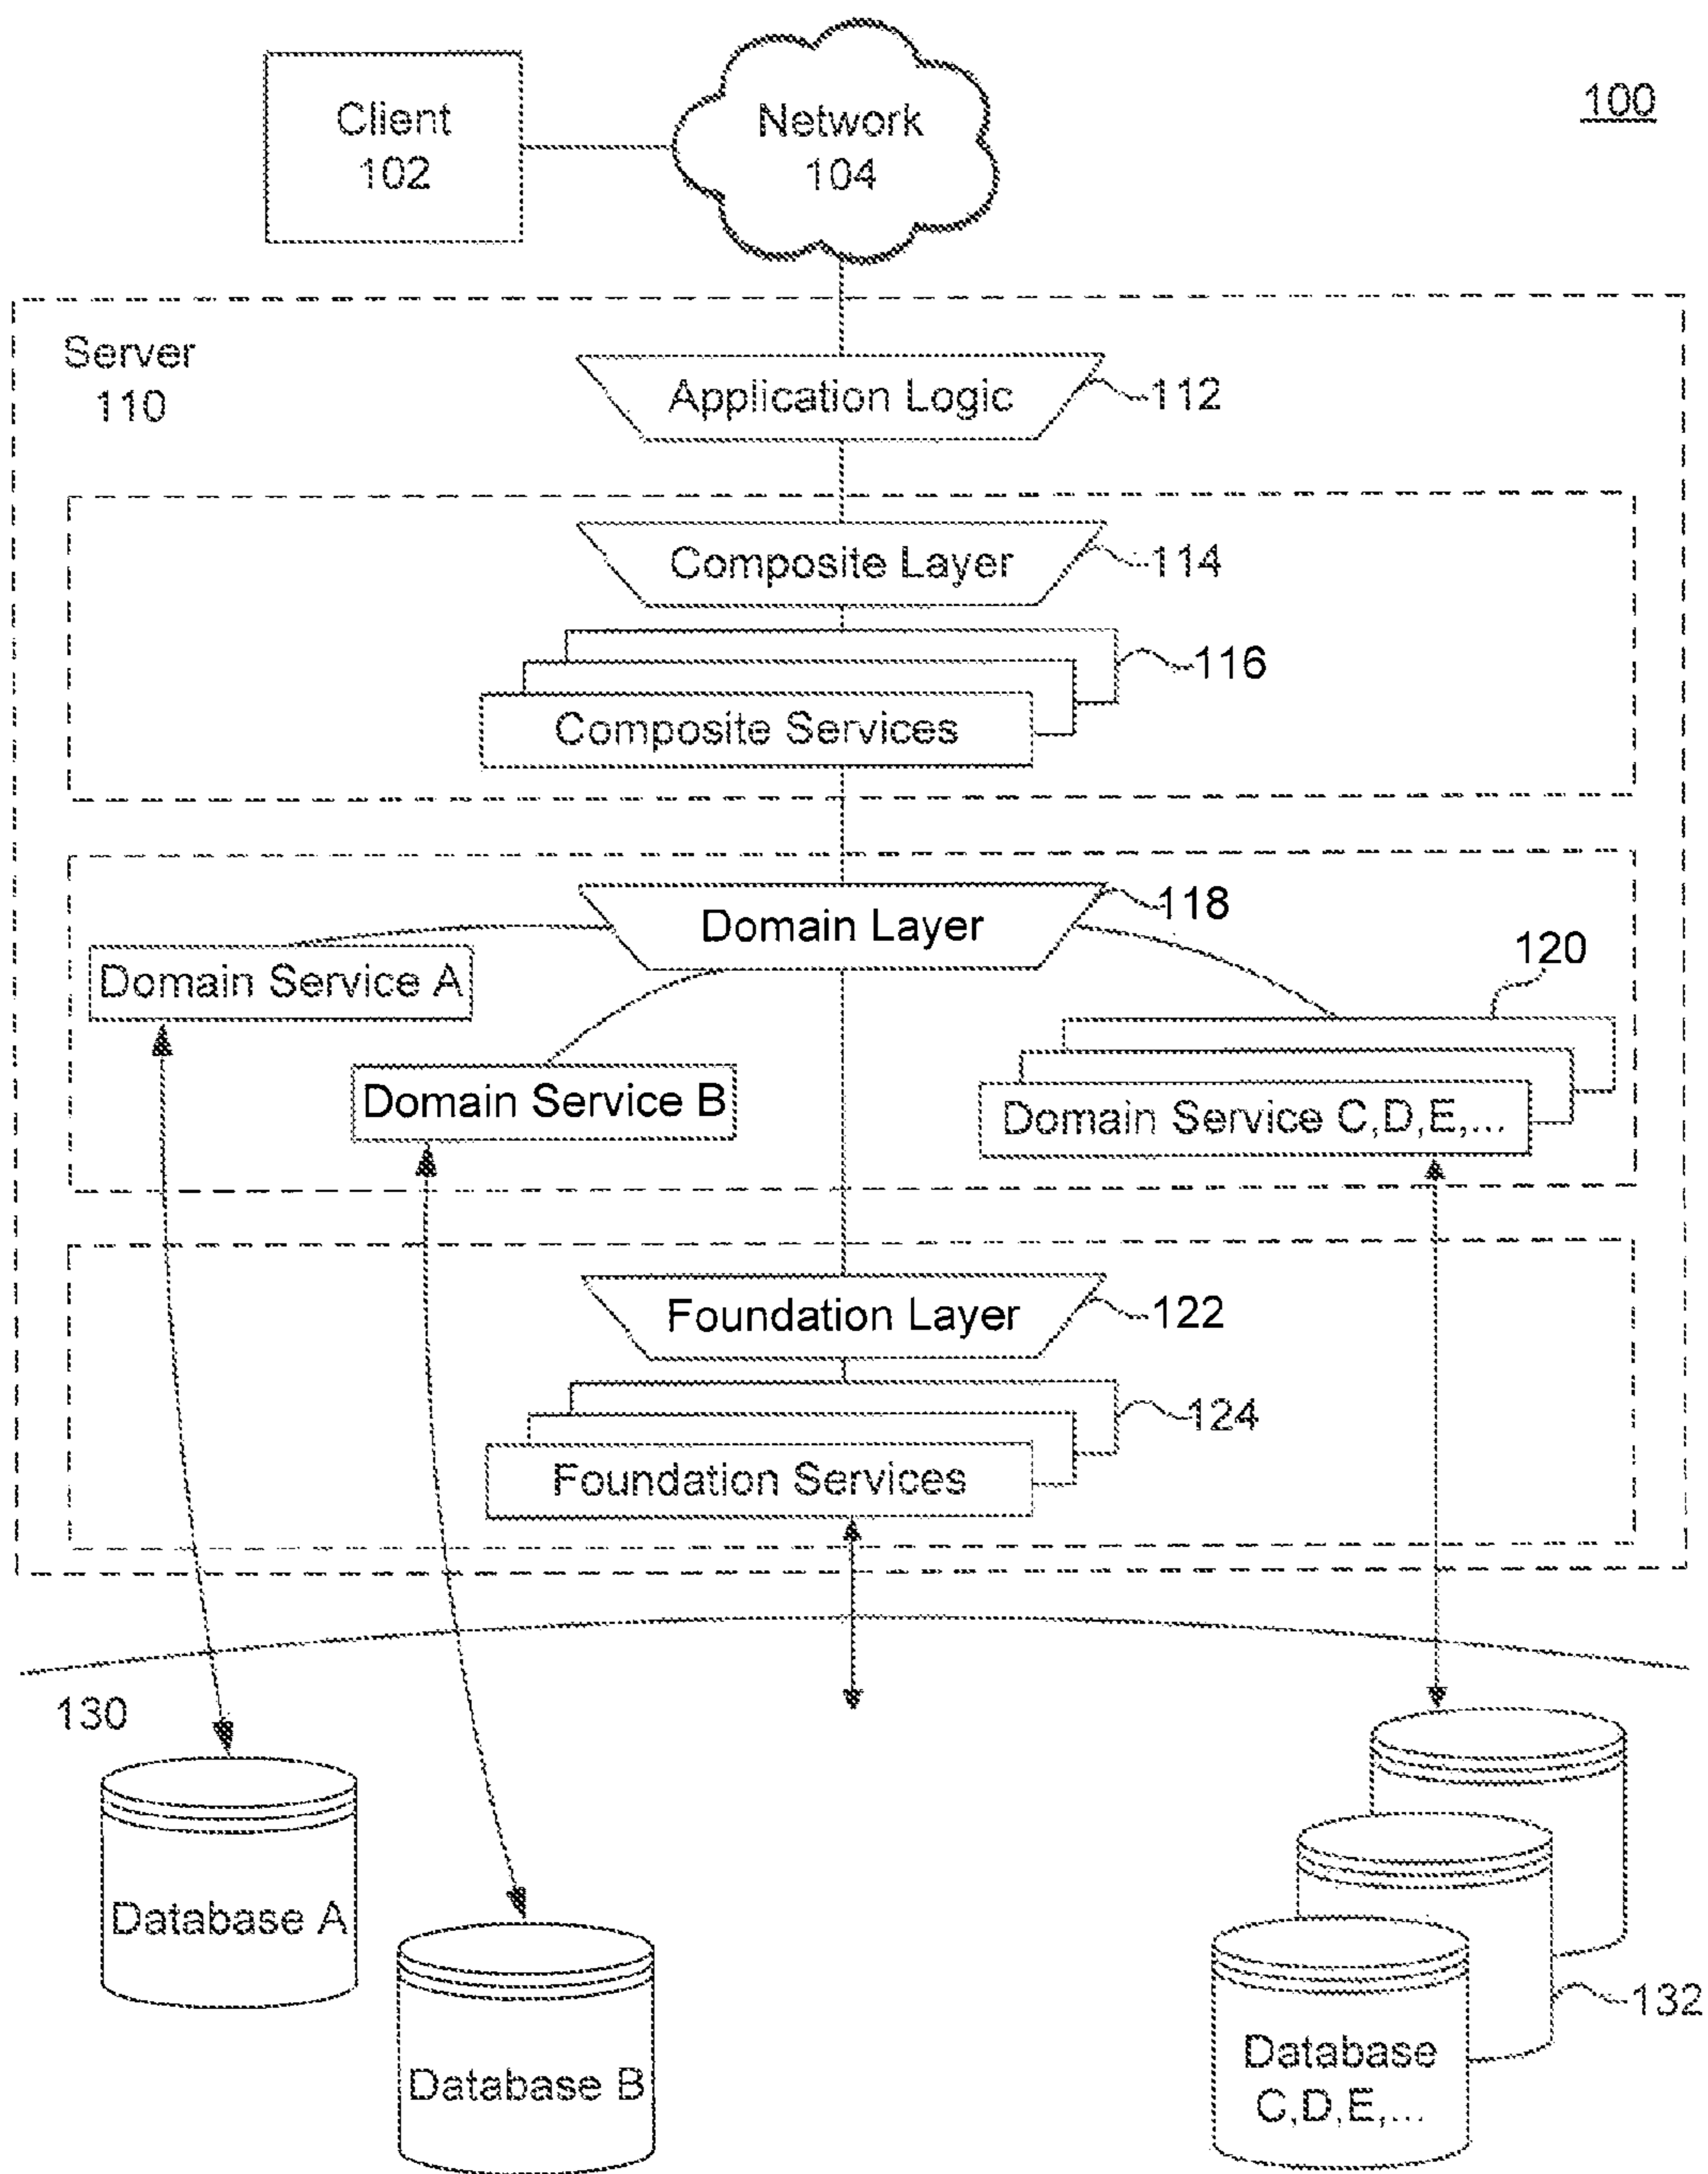 Client
102
Network
104
100
Server
110
Application Logic
112
Composite Layer
114
116
Composite Services
Domain Layer
118
Domain Service A
120
Domain Service B
Domain Service C,D,E,...
Foundation Layer
122
124
Foundation Services
130
Database A
Database B
132
Database
C,D,E,...